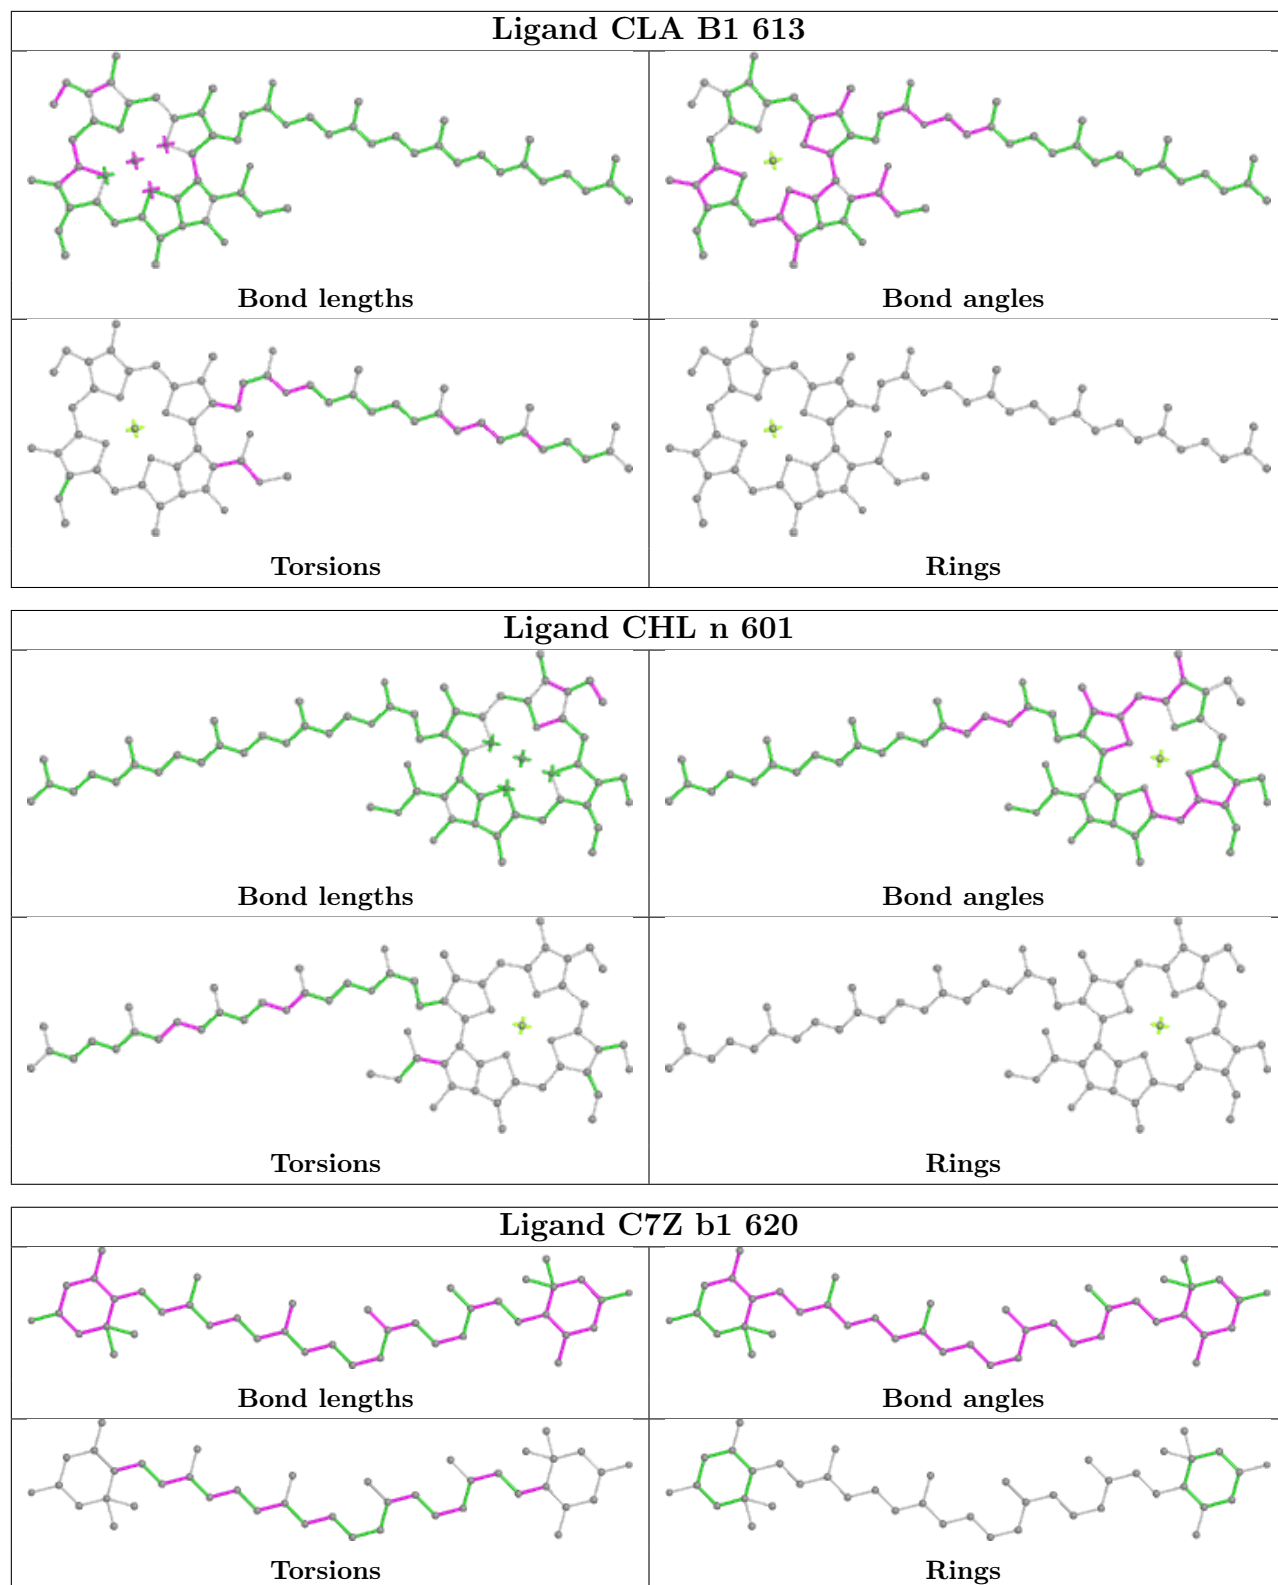 Ligand CLA B1 613
Bond lengths
Bond angles
Torsions
Rings
Ligand CHL n 601
Bond lengths
Bond angles
Torsions
Rings
Ligand C7Z b1 620
Bond lengths
Bond angles
Torsions
Rings